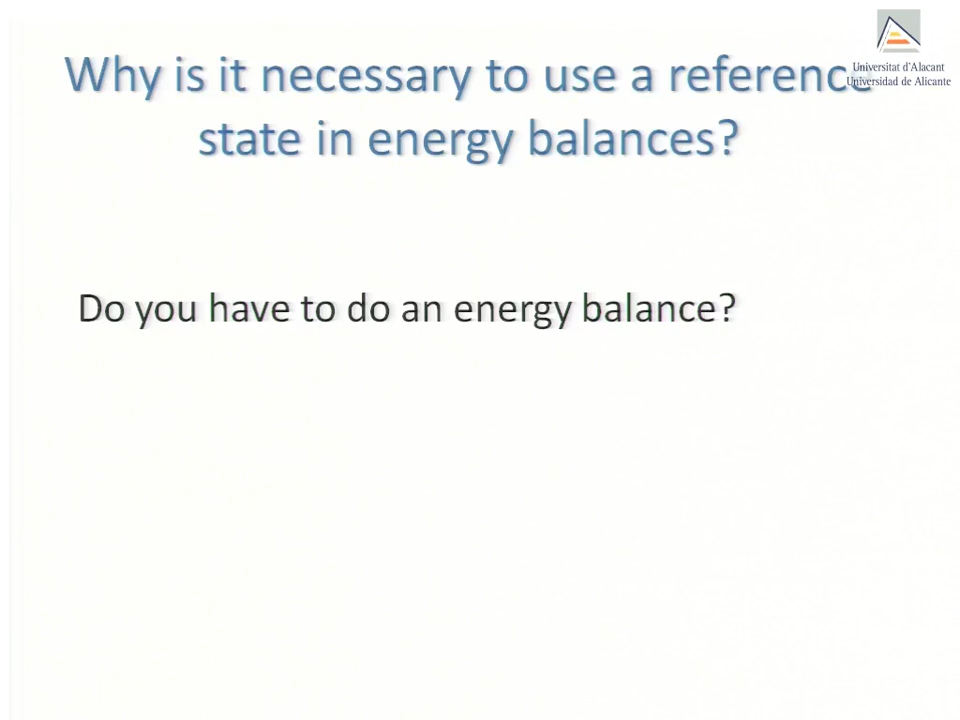 Why is it necessary to use a reference
state in energy balances?
Universitat d'Alacant
Universidad de Alicante
Do you have to do an energy balance?